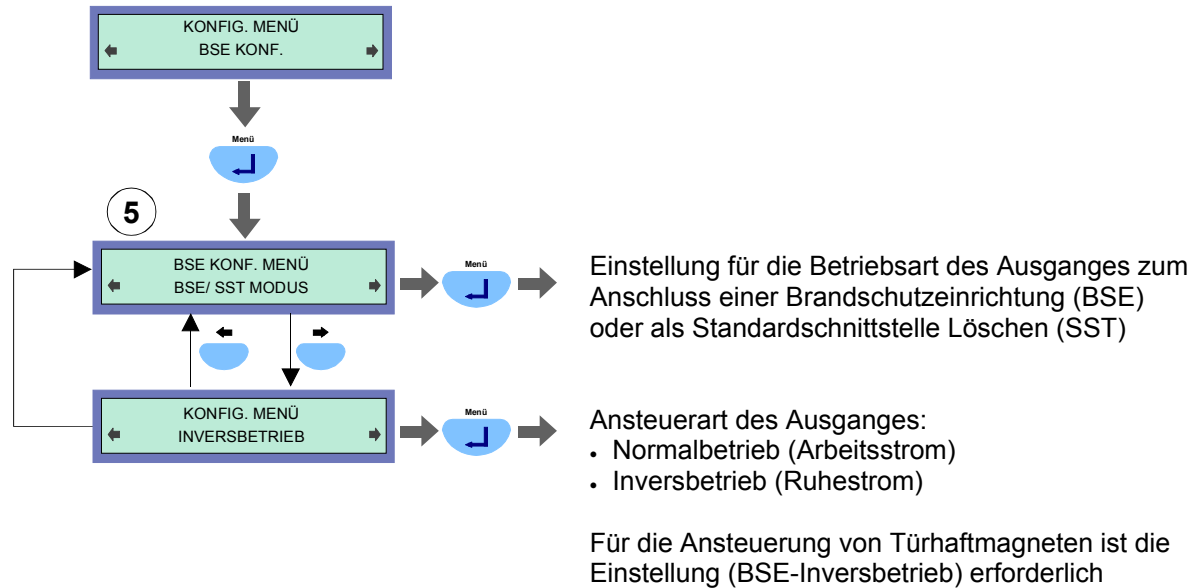 KONFIG. MENÜ
BSE KONF.
Menü
5
BSE KONF. MENÜ
BSE/ SST MODUS
Menü
Einstellung für die Betriebsart des Ausganges zum
Anschluss einer Brandschutzeinrichtung (BSE)
oder als Standardschnittstelle Löschen (SST)
KONFIG. MENÜ
INVERSBETRIEB
Menü
Ansteuerart des Ausganges:
• Normalbetrieb (Arbeitsstrom)
• Inversbetrieb (Ruhestrom)
Für die Ansteuerung von Türhaftmagneten ist die
Einstellung (BSE-Inversbetrieb) erforderlich